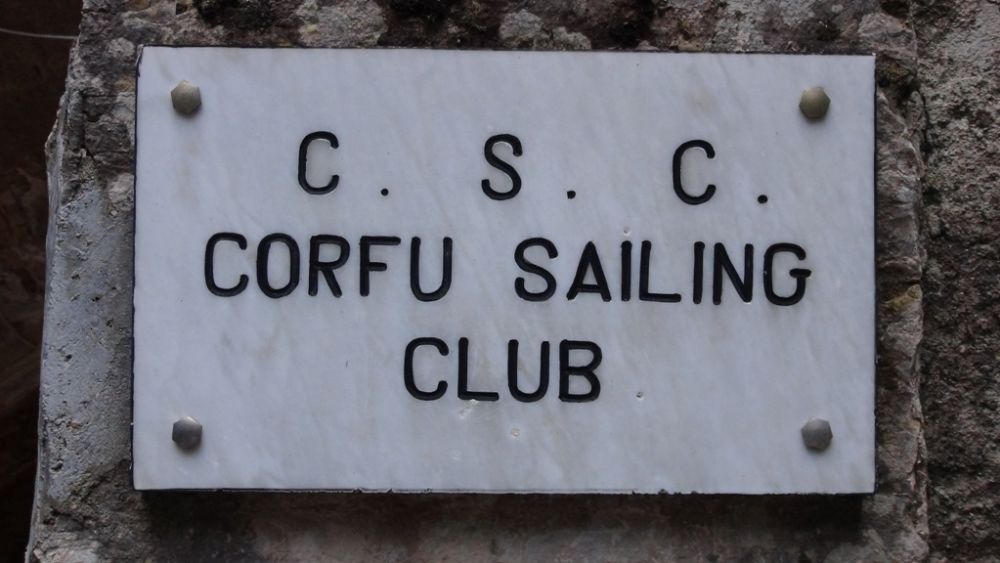 C. S. C.
CORFU SAILING
CLUB